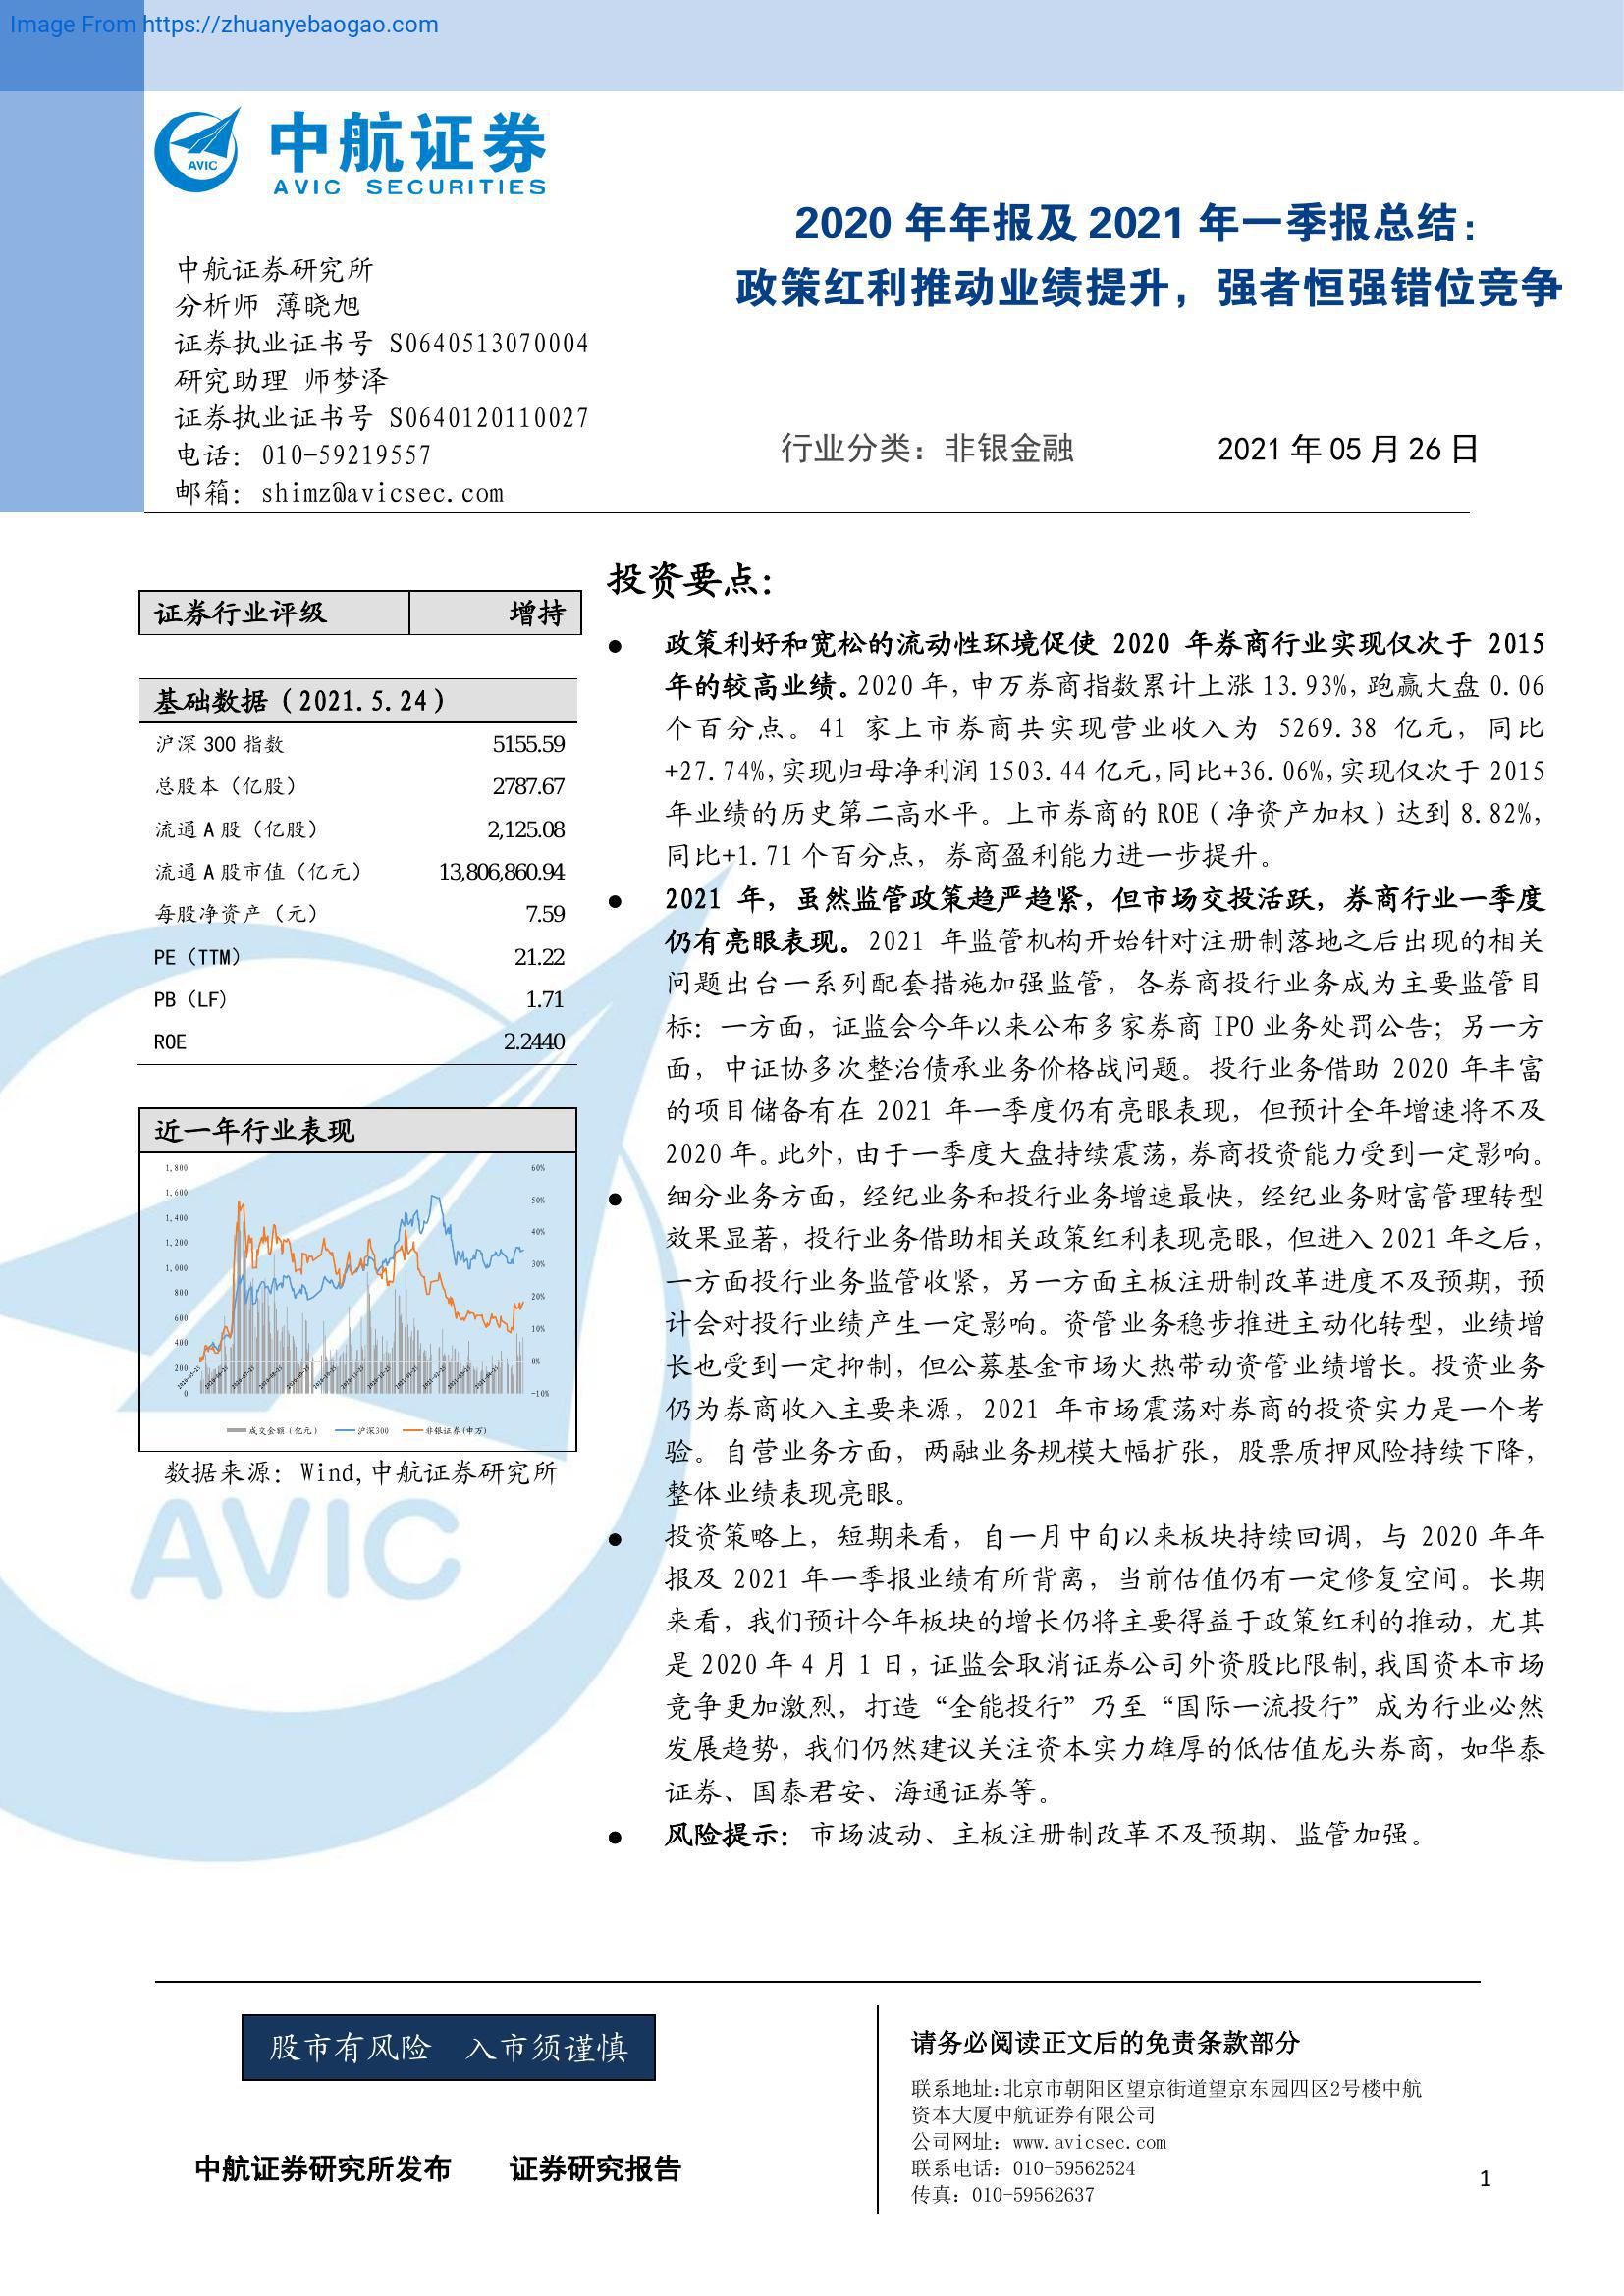 Image From https://zhuanyebaogao.com
中航证券
AVIC SECURITIES
AVIC
2020 年年报及 2021 年一季报总结：
政策红利推动业绩提升，强者恒强错位竞争
中航证券研究所
分析师 薄晓旭
证券执业证书号 S0640513070004
研究助理 师梦泽
证券执业证书号 S0640120110027
电话： 010-59219557
邮箱： shimz@avicsec.com
行业分类：非银金融 2021 年 05 月 26 日
证券行业评级 增持
基础数据（2021.5.24）
沪深 300 指数 5155.59
总股本（亿股） 2787.67
流通 A 股（亿股） 2,125.08
流通 A 股市值（亿元） 13,806,860.94
每股净资产（元） 7.59
PE（TTM） 21.22
PB（LF） 1.71
ROE 2.2440
近一年行业表现
1,800
1,600
1,400
1,200
1,000
800
600
400
200
0
60%
50%
40%
30%
20%
10%
0%
-10%
成交金额（亿元） 沪深300 非银证券(申万)
数据来源：Wind,中航证券研究所
AVIC
投资要点：
● 政策利好和宽松的流动性环境促使 2020 年券商行业实现仅次于 2015
年的较高业绩。2020 年，申万券商指数累计上涨 13.93%，跑赢大盘 0.06
个百分点。41 家上市券商共实现营业收入为 5269.38 亿元，同比
+27.74%，实现归母净利润 1503.44 亿元，同比+36.06%，实现仅次于 2015
年业绩的历史第二高水平。上市券商的 ROE（净资产加权）达到 8.82%，
同比+1.71 个百分点，券商盈利能力进一步提升。
● 2021 年，虽然监管政策趋严趋紧，但市场交投活跃，券商行业一季度
仍有亮眼表现。2021 年监管机构开始针对注册制落地之后出现的相关
问题出台一系列配套措施加强监管，各券商投行业务成为主要监管目
标：一方面，证监会今年以来公布多家券商 IPO 业务处罚公告；另一方
面，中证协多次整治债承业务价格战问题。投行业务借助 2020 年丰富
的项目储备有在 2021 年一季度仍有亮眼表现，但预计全年增速将不及
2020 年。此外，由于一季度大盘持续震荡，券商投资能力受到一定影响。
● 细分业务方面，经纪业务和投行业务增速最快，经纪业务财富管理转型
效果显著，投行业务借助相关政策红利表现亮眼，但进入 2021 年之后，
一方面投行业务监管收紧，另一方面主板注册制改革进度不及预期，预
计会对投行业绩产生一定影响。资管业务稳步推进主动化转型，业绩增
长也受到一定抑制，但公募基金市场火热带动资管业绩增长。投资业务
仍为券商收入主要来源，2021 年市场震荡对券商的投资实力是一个考
验。自营业务方面，两融业务规模大幅扩张，股票质押风险持续下降，
整体业绩表现亮眼。
● 投资策略上，短期来看，自一月中旬以来板块持续回调，与 2020 年年
报及 2021 年一季报业绩有所背离，当前估值仍有一定修复空间。长期
来看，我们预计今年板块的增长仍将主要得益于政策红利的推动，尤其
是 2020 年 4 月 1 日，证监会取消证券公司外资股比限制,我国资本市场
竞争更加激烈，打造“全能投行”乃至“国际一流投行”成为行业必然
发展趋势，我们仍然建议关注资本实力雄厚的低估值龙头券商，如华泰
证券、国泰君安、海通证券等。
● 风险提示：市场波动、主板注册制改革不及预期、监管加强。
股市有风险 入市须谨慎
中航证券研究所发布 证券研究报告
请务必阅读正文后的免责条款部分
联系地址:北京市朝阳区望京街道望京东园四区2号楼中航
资本大厦中航证券有限公司
公司网址：www.avicsec.com
联系电话：010-59562524
传真：010-59562637
1